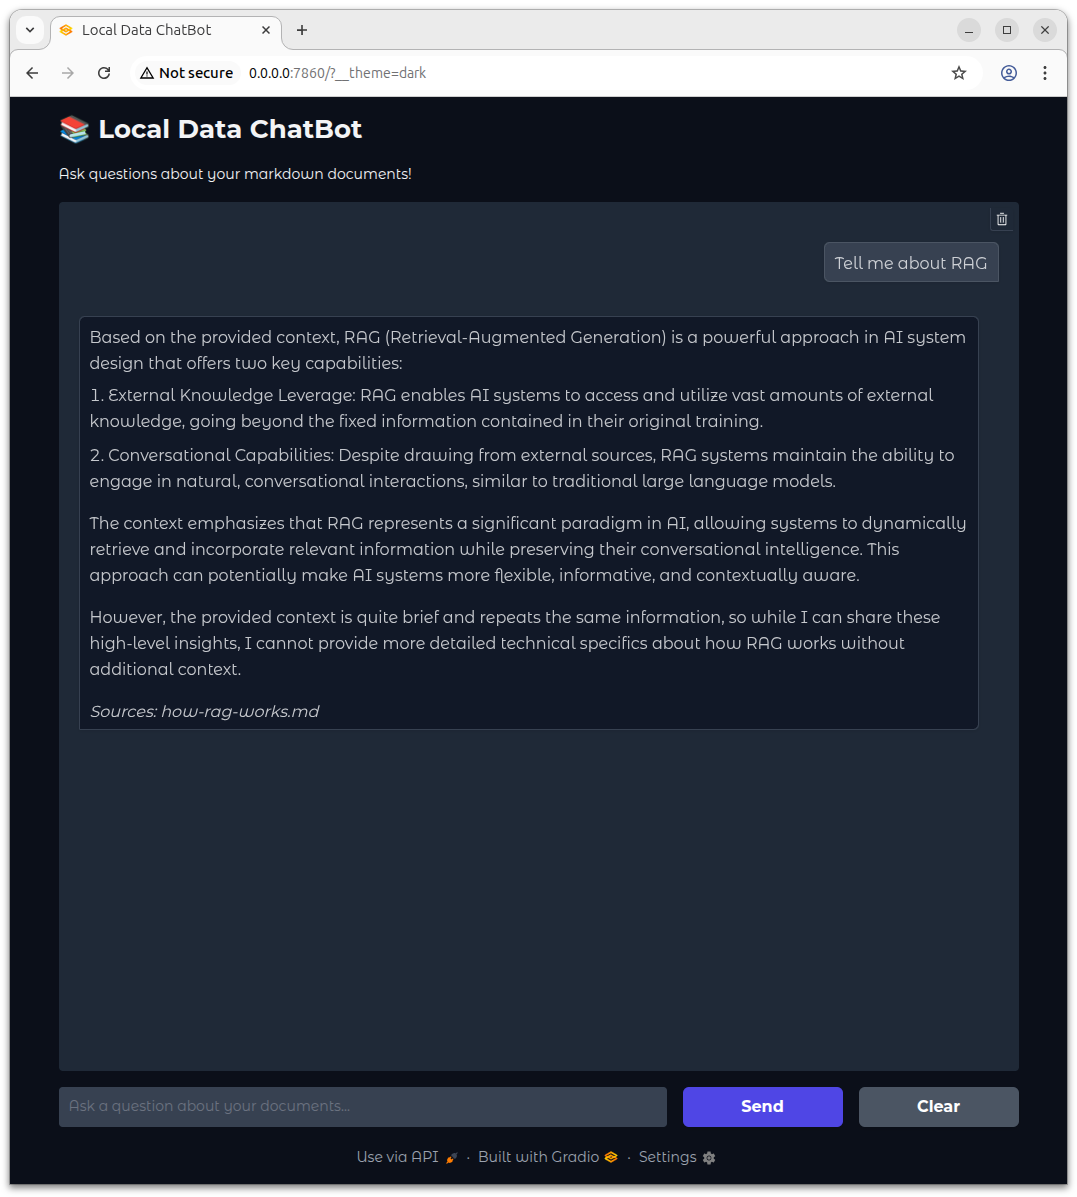 Local Data ChatBot
Not secure
0.0.0.0:7860/?__theme=dark
📚 Local Data ChatBot
Ask questions about your markdown documents!
Tell me about RAG
Based on the provided context, RAG (Retrieval-Augmented Generation) is a powerful approach in AI system
design that offers two key capabilities:
1. External Knowledge Leverage: RAG enables AI systems to access and utilize vast amounts of external
knowledge, going beyond the fixed information contained in their original training.
2. Conversational Capabilities: Despite drawing from external sources, RAG systems maintain the ability to
engage in natural, conversational interactions, similar to traditional large language models.
The context emphasizes that RAG represents a significant paradigm in AI, allowing systems to dynamically
retrieve and incorporate relevant information while preserving their conversational intelligence. This
approach can potentially make AI systems more flexible, informative, and contextually aware.
However, the provided context is quite brief and repeats the same information, so while I can share these
high-level insights, I cannot provide more detailed technical specifics about how RAG works without
additional context.
Sources: how-rag-works.md
Ask a question about your documents...
Send
Clear
Use via API 🚀 · Built with Gradio · Settings ⚙️